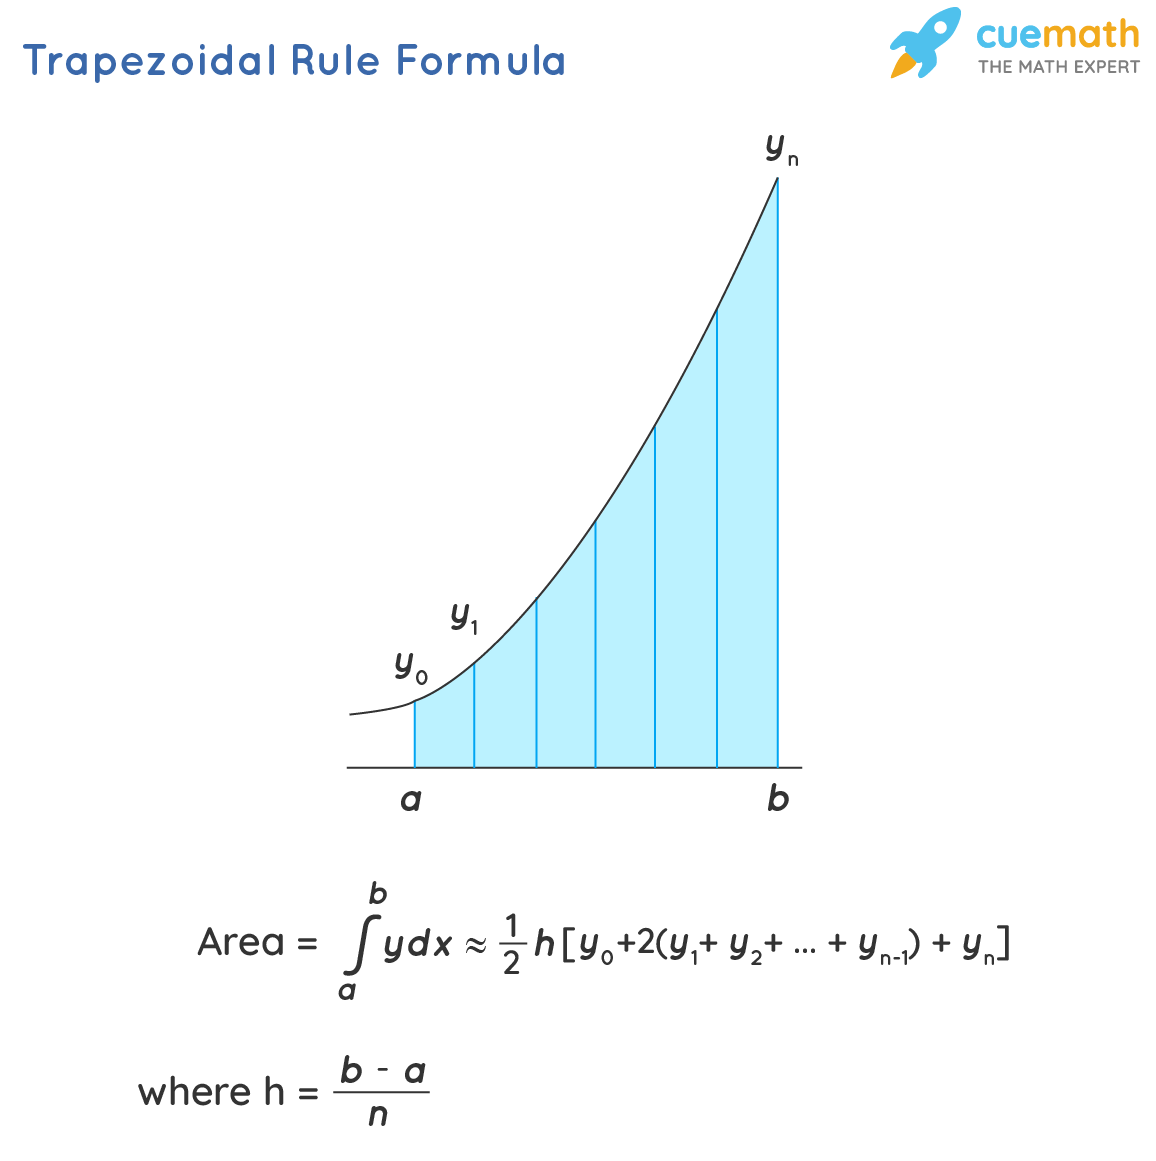 Trapezoidal Rule Formula
cuemath
THE MATH EXPERT
yₙ
y₁
y₀
a b
Area = ∫ₐᵇ ydx ≈ 1/2 h[y₀+2(y₁+ y₂+ ... + yₙ₋₁) + yₙ]
where h = b - a / n